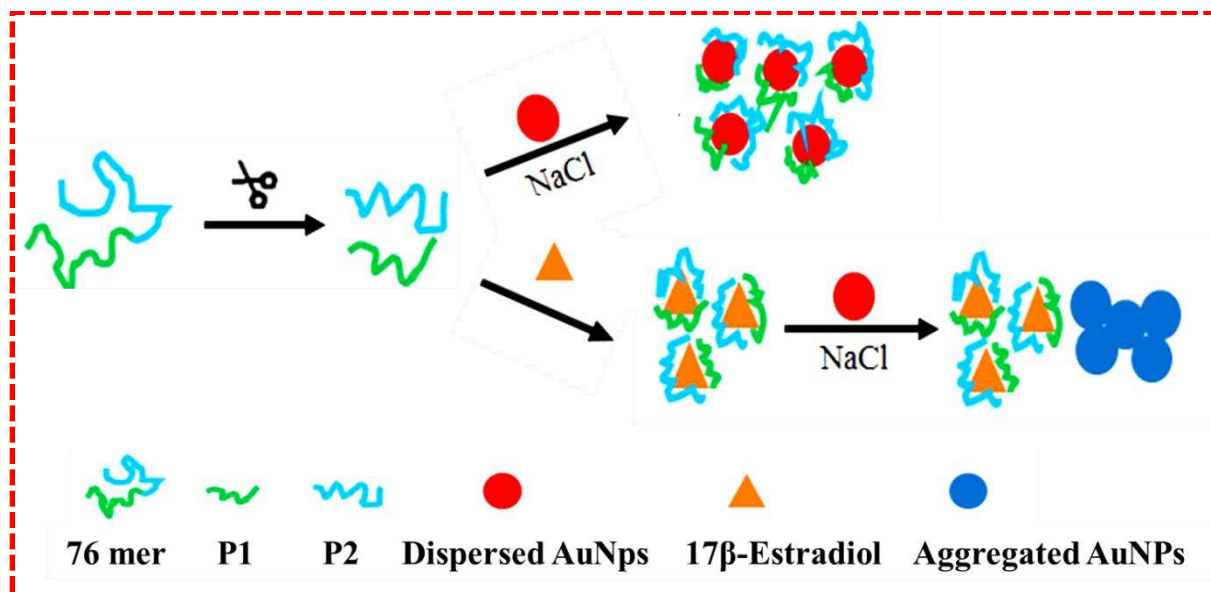 NaCl
NaCl
76 mer P1 P2 Dispersed AuNps 17β-Estradiol Aggregated AuNPs